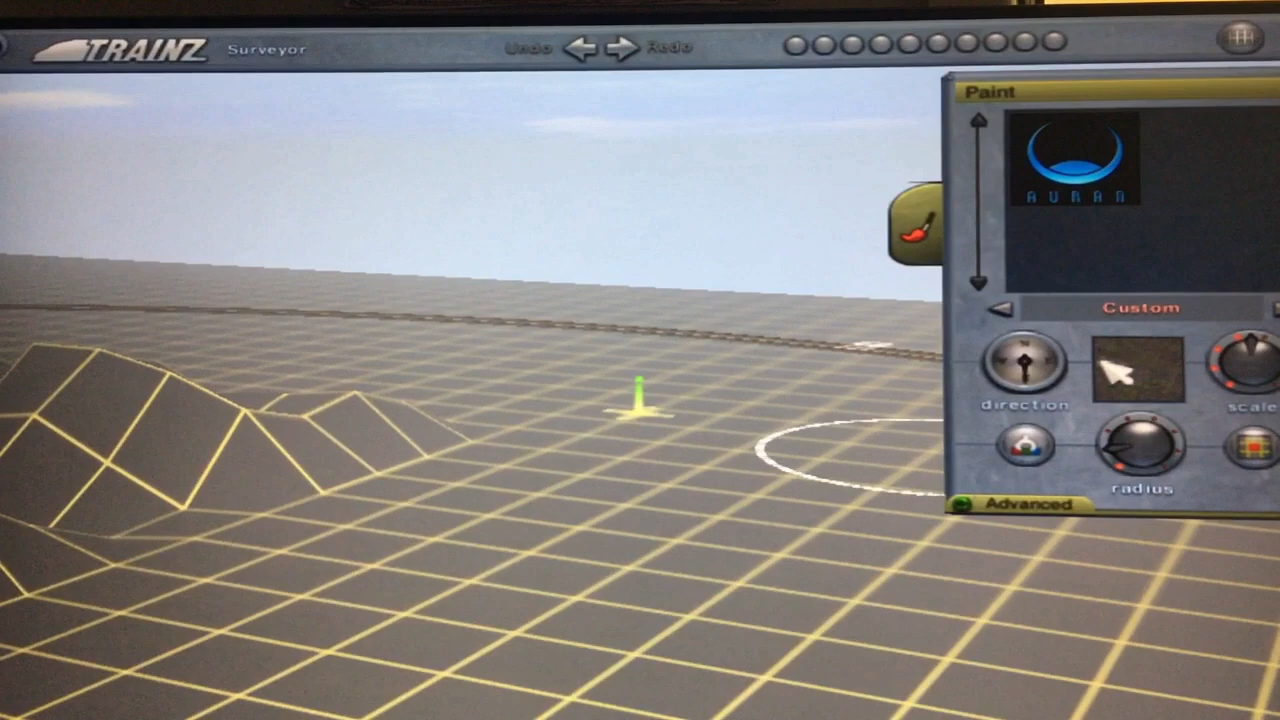 TRAINZ Surveyor Undo Redo
Paint
AURAN
Custom
direction
scale
radius
Advanced